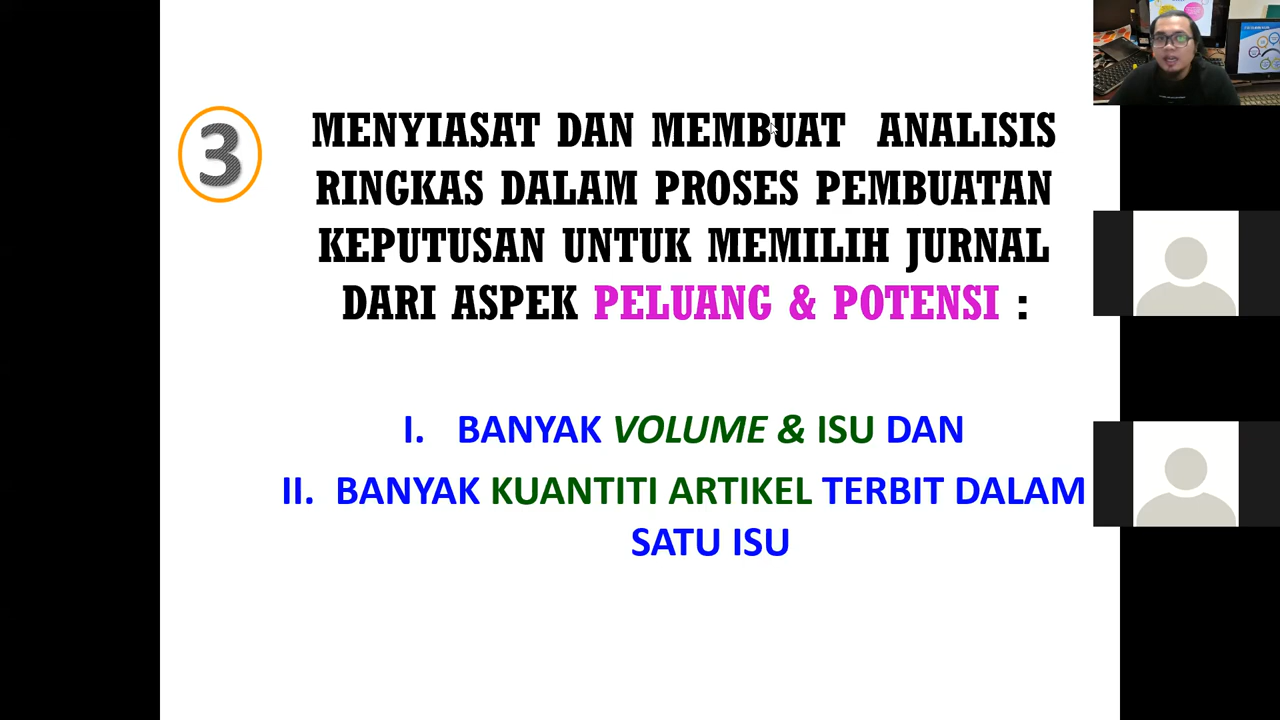 3
MENYIASAT DAN MEMBUAT ANALISIS
RINGKAS DALAM PROSES PEMBUATAN
KEPUTUSAN UNTUK MEMILIH JURNAL
DARI ASPEK PELUANG & POTENSI :
I. BANYAK VOLUME & ISU DAN
II. BANYAK KUANTITI ARTIKEL TERBIT DALAM
SATU ISU